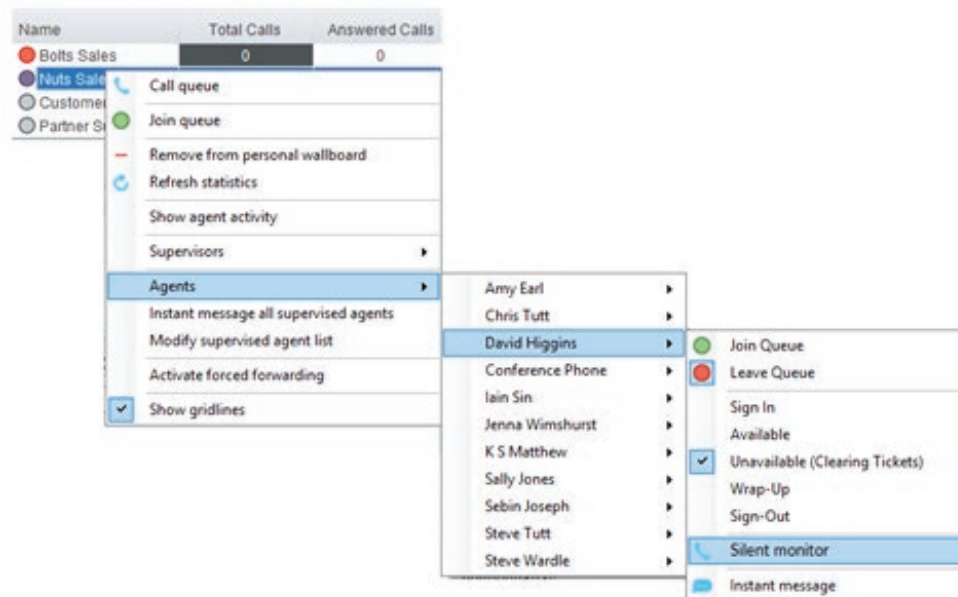 Name Total Calls Answered Calls
Bolts Sales 0 0
Nuts Sale
Custome
Partner S
Call queue
Join queue
Remove from personal wallboard
Refresh statistics
Show agent activity
Supervisors
Agents
Instant message all supervised agents
Modify supervised agent list
Activate forced forwarding
Show gridlines
Amy Earl
Chris Tutt
David Higgins
Conference Phone
Iain Sin
Jenna Wimshurst
K S Matthew
Sally Jones
Sebin Joseph
Steve Tutt
Steve Wardle
Join Queue
Leave Queue
Sign In
Available
Unavailable (Clearing Tickets)
Wrap-Up
Sign-Out
Silent monitor
Instant message